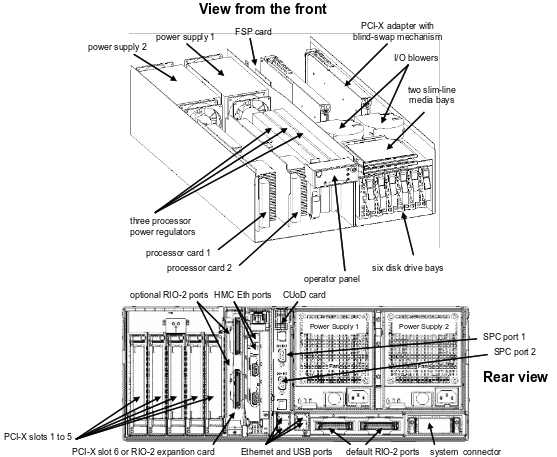 View from the front
power supply 2
power supply 1
FSP card
PCI-X adapter with
blind-swap mechanism
I/O blowers
two slim-line
media bays
three processor
power regulators
processor card 1
processor card 2
operator panel
six disk drive bays
optional RIO-2 ports
HMC Eth ports
CUoD card
Power Supply 1
Power Supply 2
SPC port 1
SPC port 2
Rear view
PCI-X slots 1 to 5
PCI-X slot 6 or RIO-2 expantion card
Ethernet and USB ports
default RIO-2 ports
system connector